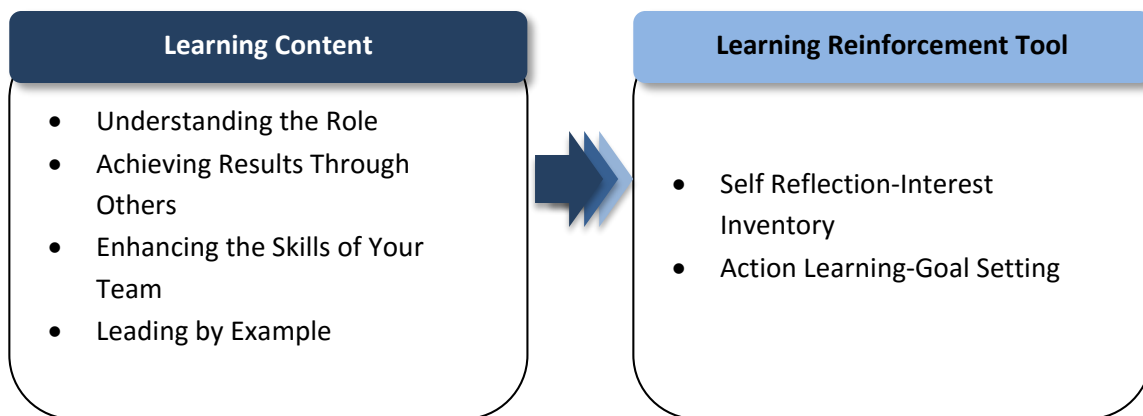 Learning Content
• Understanding the Role
• Achieving Results Through
Others
• Enhancing the Skills of Your
Team
• Leading by Example
Learning Reinforcement Tool
• Self Reflection-Interest
Inventory
• Action Learning-Goal Setting